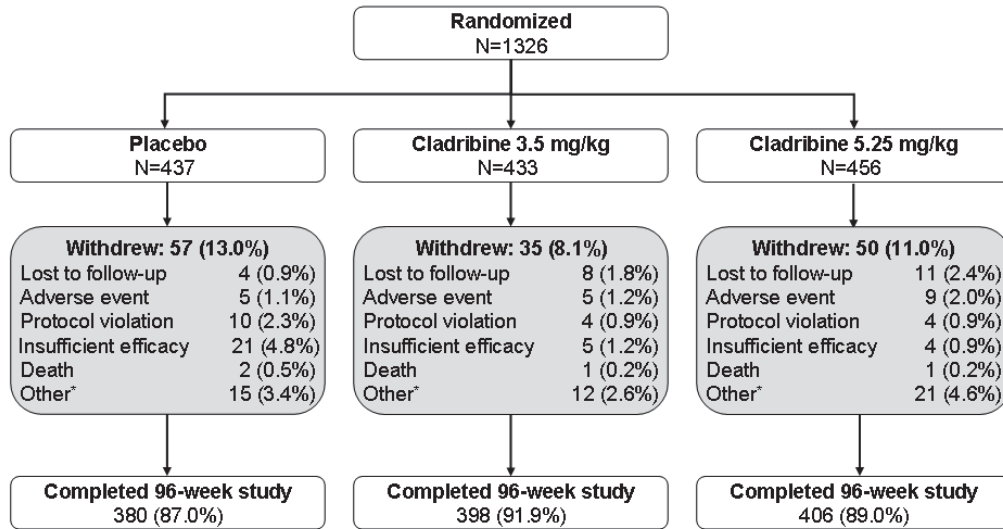 Randomized
N=1326
Placebo
N=437
Cladribine 3.5 mg/kg
N=433
Cladribine 5.25 mg/kg
N=456
Withdrew: 57 (13.0%)
Lost to follow-up 4 (0.9%)
Adverse event 5 (1.1%)
Protocol violation 10 (2.3%)
Insufficient efficacy 21 (4.8%)
Death 2 (0.5%)
Other* 15 (3.4%)
Withdrew: 35 (8.1%)
Lost to follow-up 8 (1.8%)
Adverse event 5 (1.2%)
Protocol violation 4 (0.9%)
Insufficient efficacy 5 (1.2%)
Death 1 (0.2%)
Other* 12 (2.6%)
Withdrew: 50 (11.0%)
Lost to follow-up 11 (2.4%)
Adverse event 9 (2.0%)
Protocol violation 4 (0.9%)
Insufficient efficacy 4 (0.9%)
Death 1 (0.2%)
Other* 21 (4.6%)
Completed 96-week study
380 (87.0%)
Completed 96-week study
398 (91.9%)
Completed 96-week study
406 (89.0%)